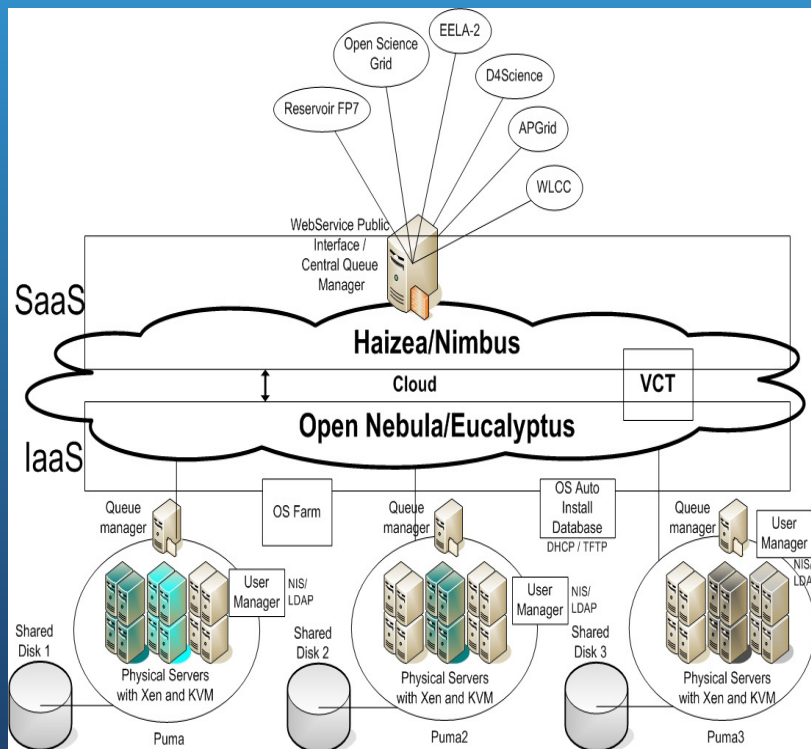 EELA-2
Open Science
Grid
D4Science
Reservoir FP7
APGrid
WLCC
WebService Public
Interface /
Central Queue
Manager
SaaS
Haizea/Nimbus
Cloud
VCT
Open Nebula/Eucalyptus
IaaS
Queue
manager
OS Farm
Queue
manager
OS Auto
Install
Database
DHCP / TFTP
Queue
manager
User
Manager
NIS/
LDA
User
Manager
NIS/
LDAP
User
Manager
NIS/
LDAP
Shared
Disk 1
Physical Servers
with Xen and KVM
Puma
Shared
Disk 2
Physical Servers
with Xen and KVM
Puma2
Shared
Disk 3
Physical Servers
with Xen and KVM
Puma3